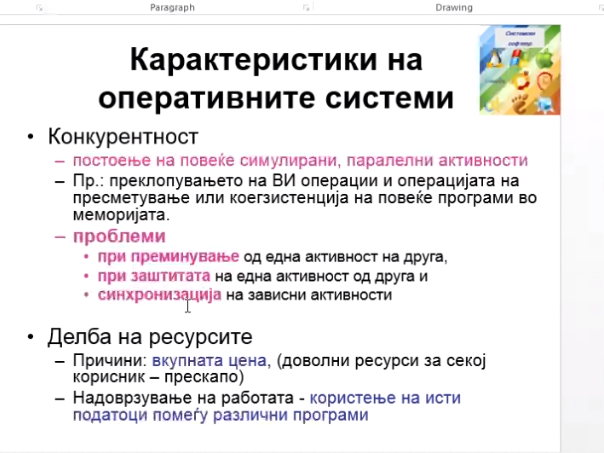 Paragraph
Drawing
Карактеристики на
оперативните системи
Системски
софтвер
• Конкурентност
– постоење на повеќе симулирани, паралелни активности
– Пр.: преклопувањето на ВИ операции и операцијата на
пресметување или коегзистенција на повеќе програми во
меморијата.
– проблеми
• при преминување од една активност на друга,
• при заштитата на една активност од друга и
• синхронизација на зависни активности
• Делба на ресурсите
– Причини: вкупната цена, (доволни ресурси за секој
корисник – прескапо)
– Надоврзување на работата - користење на исти
податоци помеѓу различни програми